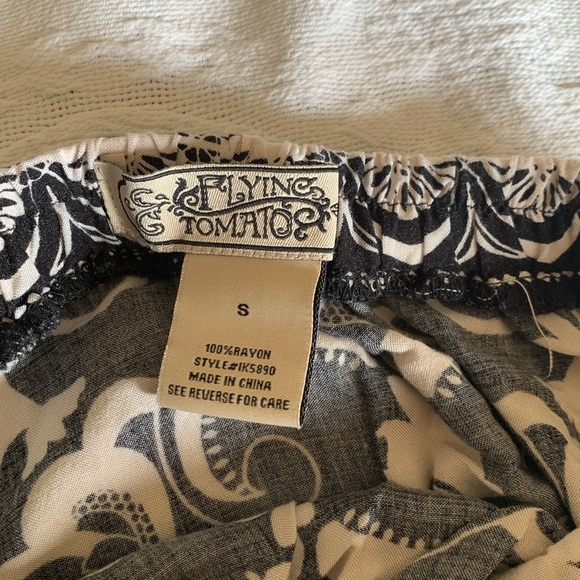 FLYING
TOMATO
S
100%RAYON
STYLE#IK5890
MADE IN CHINA
SEE REVERSE FOR CARE